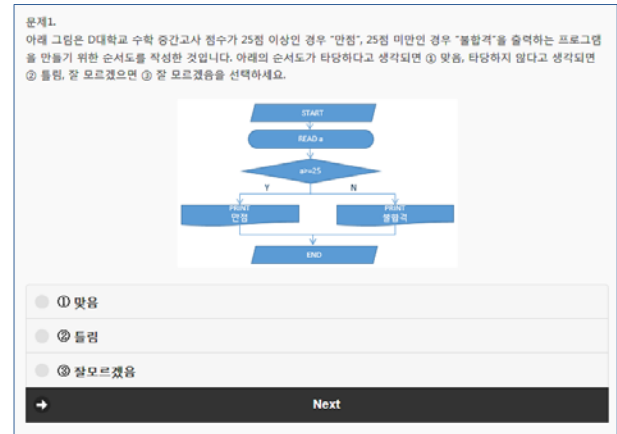 문제1.
아래 그림은 D대학교 수학 중간고사 점수가 25점 이상인 경우 "만점", 25점 미만인 경우 "불합격"을 출력하는 프로그램
을 만들기 위한 순서도를 작성한 것입니다. 아래의 순서도가 타당하다고 생각되면 ① 맞음, 타당하지 않다고 생각되면
② 틀림, 잘 모르겠으면 ③ 잘 모르겠음을 선택하세요.
START
READ a
a>=25
Y N
PRINT PRINT
만점 불합격
END
① 맞음
② 틀림
③ 잘모르겠음
Next